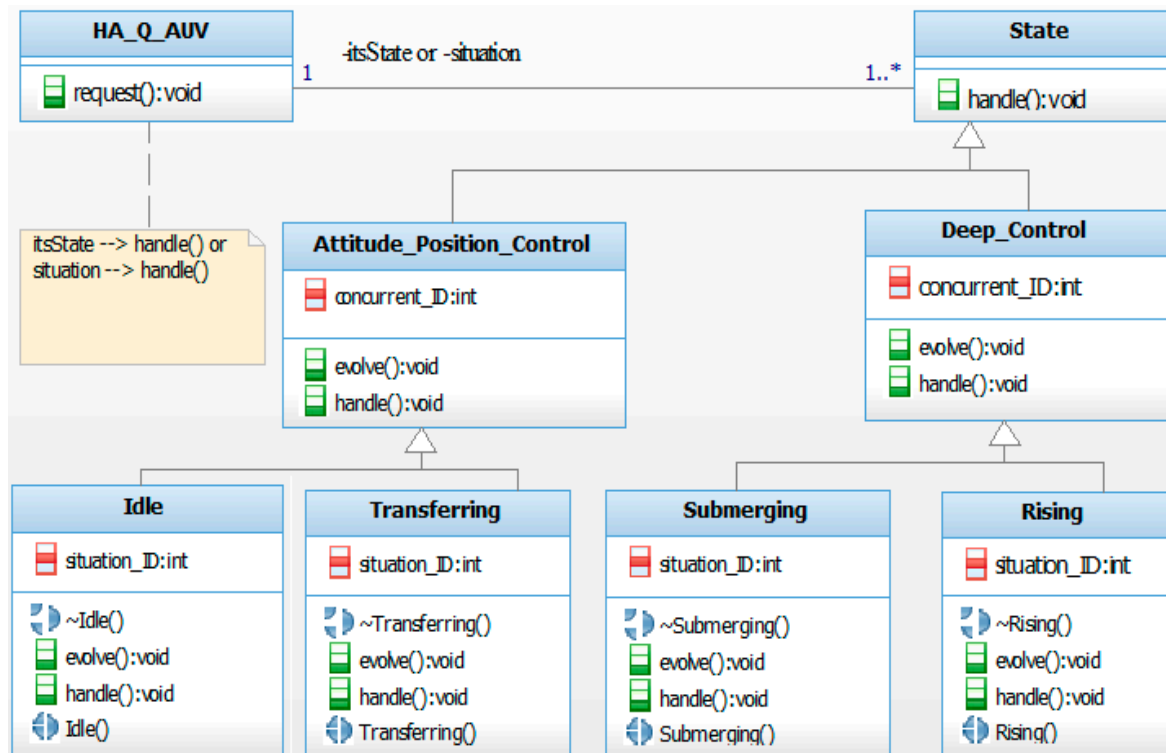 HA_Q_AUV
request():void
-itsState or -situation
1
1..*
State
handle():void
itsState --> handle() or
situation --> handle()
Attitude_Position_Control
concurrent_ID:int
evolve():void
handle():void
Deep_Control
concurrent_ID:int
evolve():void
handle():void
Idle
situation_ID:int
~Idle()
evolve():void
handle():void
Idle()
Transferring
situation_ID:int
~Transferring()
evolve():void
handle():void
Transferring()
Submerging
situation_ID:int
~Submerging()
evolve():void
handle():void
Submerging()
Rising
situation_ID:int
~Rising()
evolve():void
handle():void
Rising()